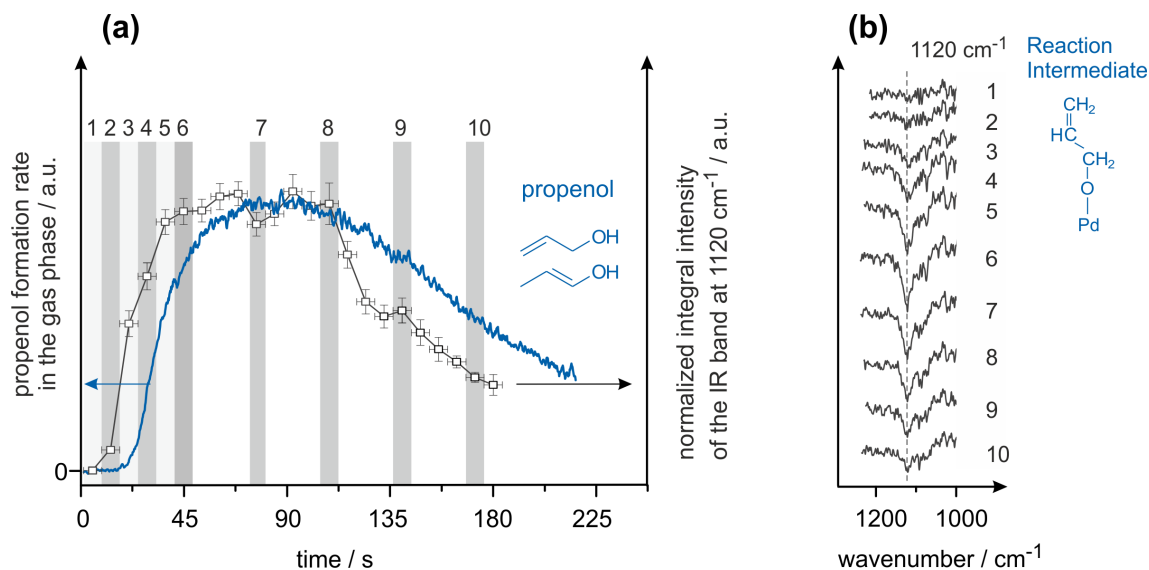 (a)
propenol formation rate
in the gas phase / a.u.
1 2 3 4 5 6 7 8 9 10
propenol
OH
OH
0
0 45 90 135 180 225
time / s
normalized integral intensity
of the IR band at 1120 cm-1 / a.u.
(b)
1120 cm-1
1
2
3
4
5
6
7
8
9
10
1200 1000
wavenumber / cm-1
Reaction
Intermediate
CH2
HC
CH2
O
Pd